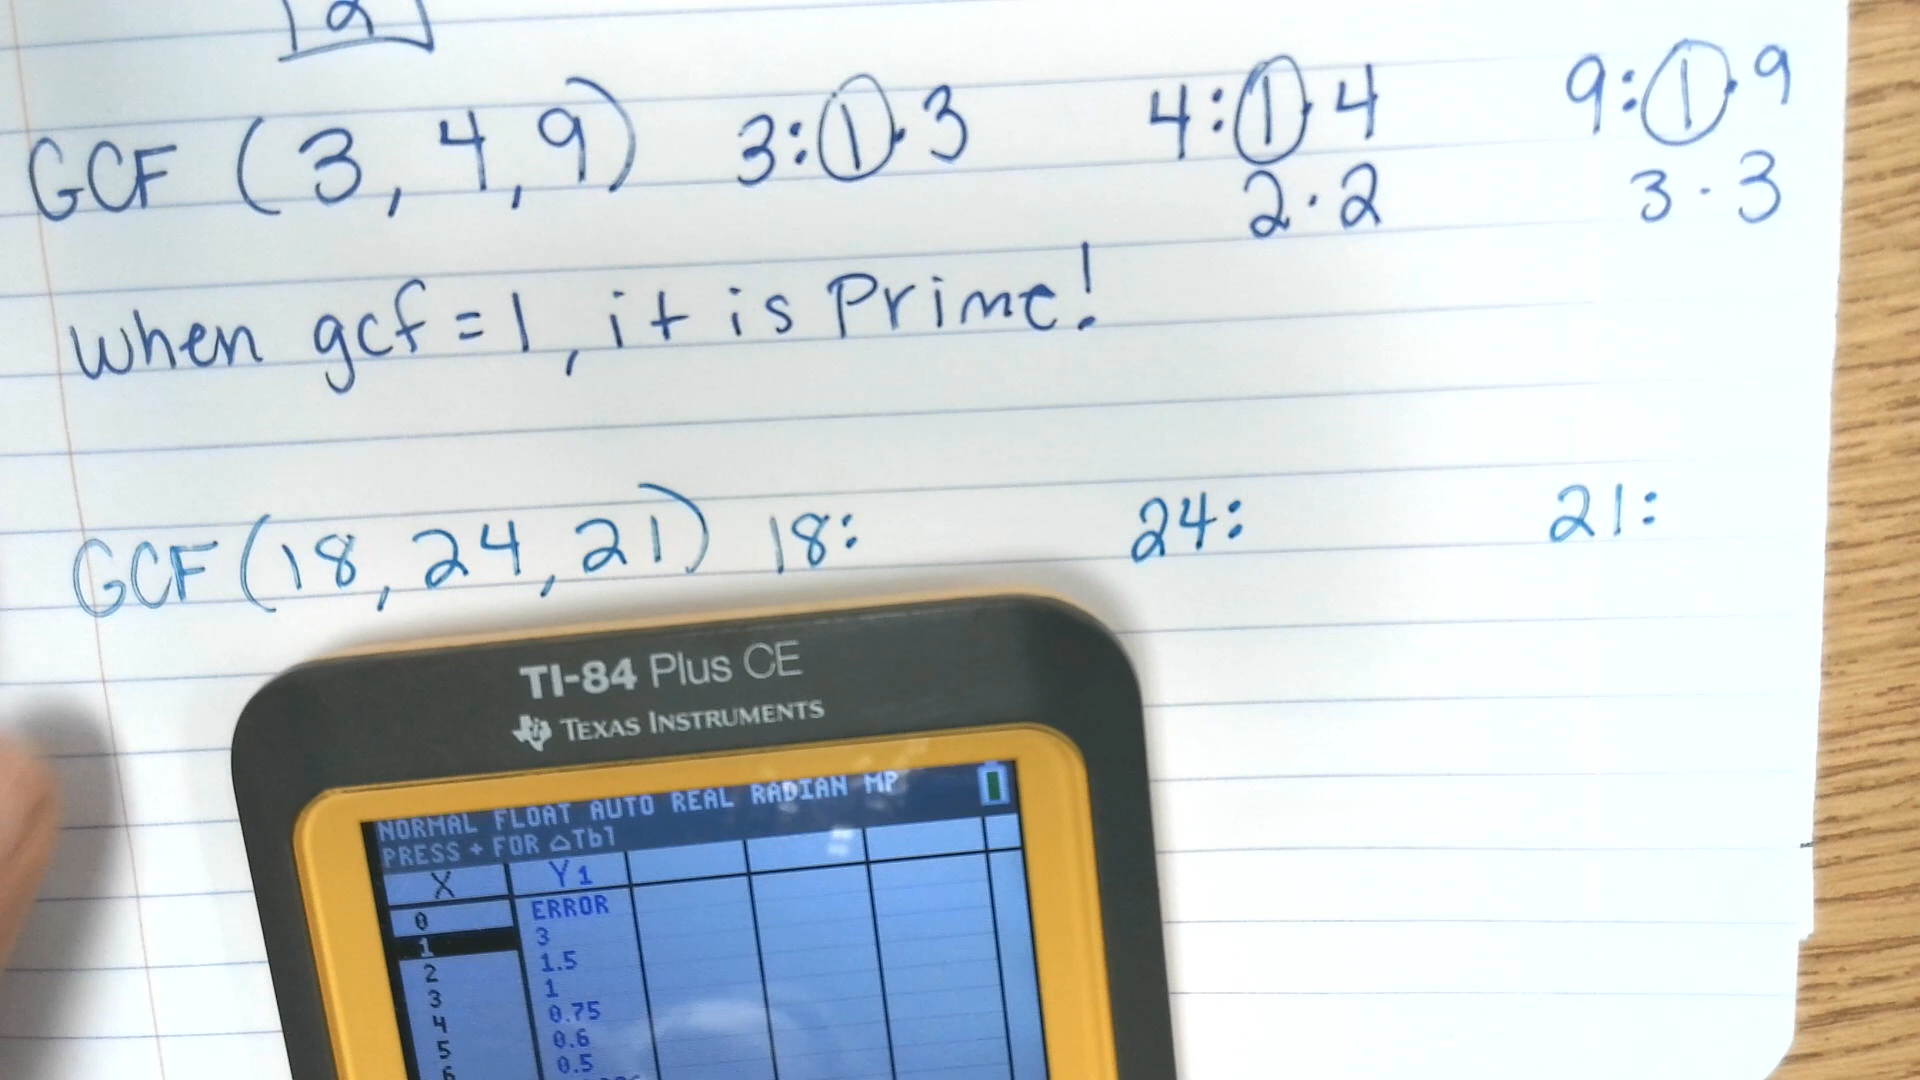 2
GCF (3, 4, 9) 3: 1·3 4: 1·4 9: 1·9
2·2 3·3
when gcf = 1, it is Prime!
GCF (18, 24, 21) 18: 24: 21:
TI-84 Plus CE
TEXAS INSTRUMENTS
NORMAL FLOAT AUTO REAL RADIAN MP
PRESS + FOR △Tbl
X Y1
0 ERROR
1 3
2 1.5
3 1
4 0.75
5 0.6
6 0.5